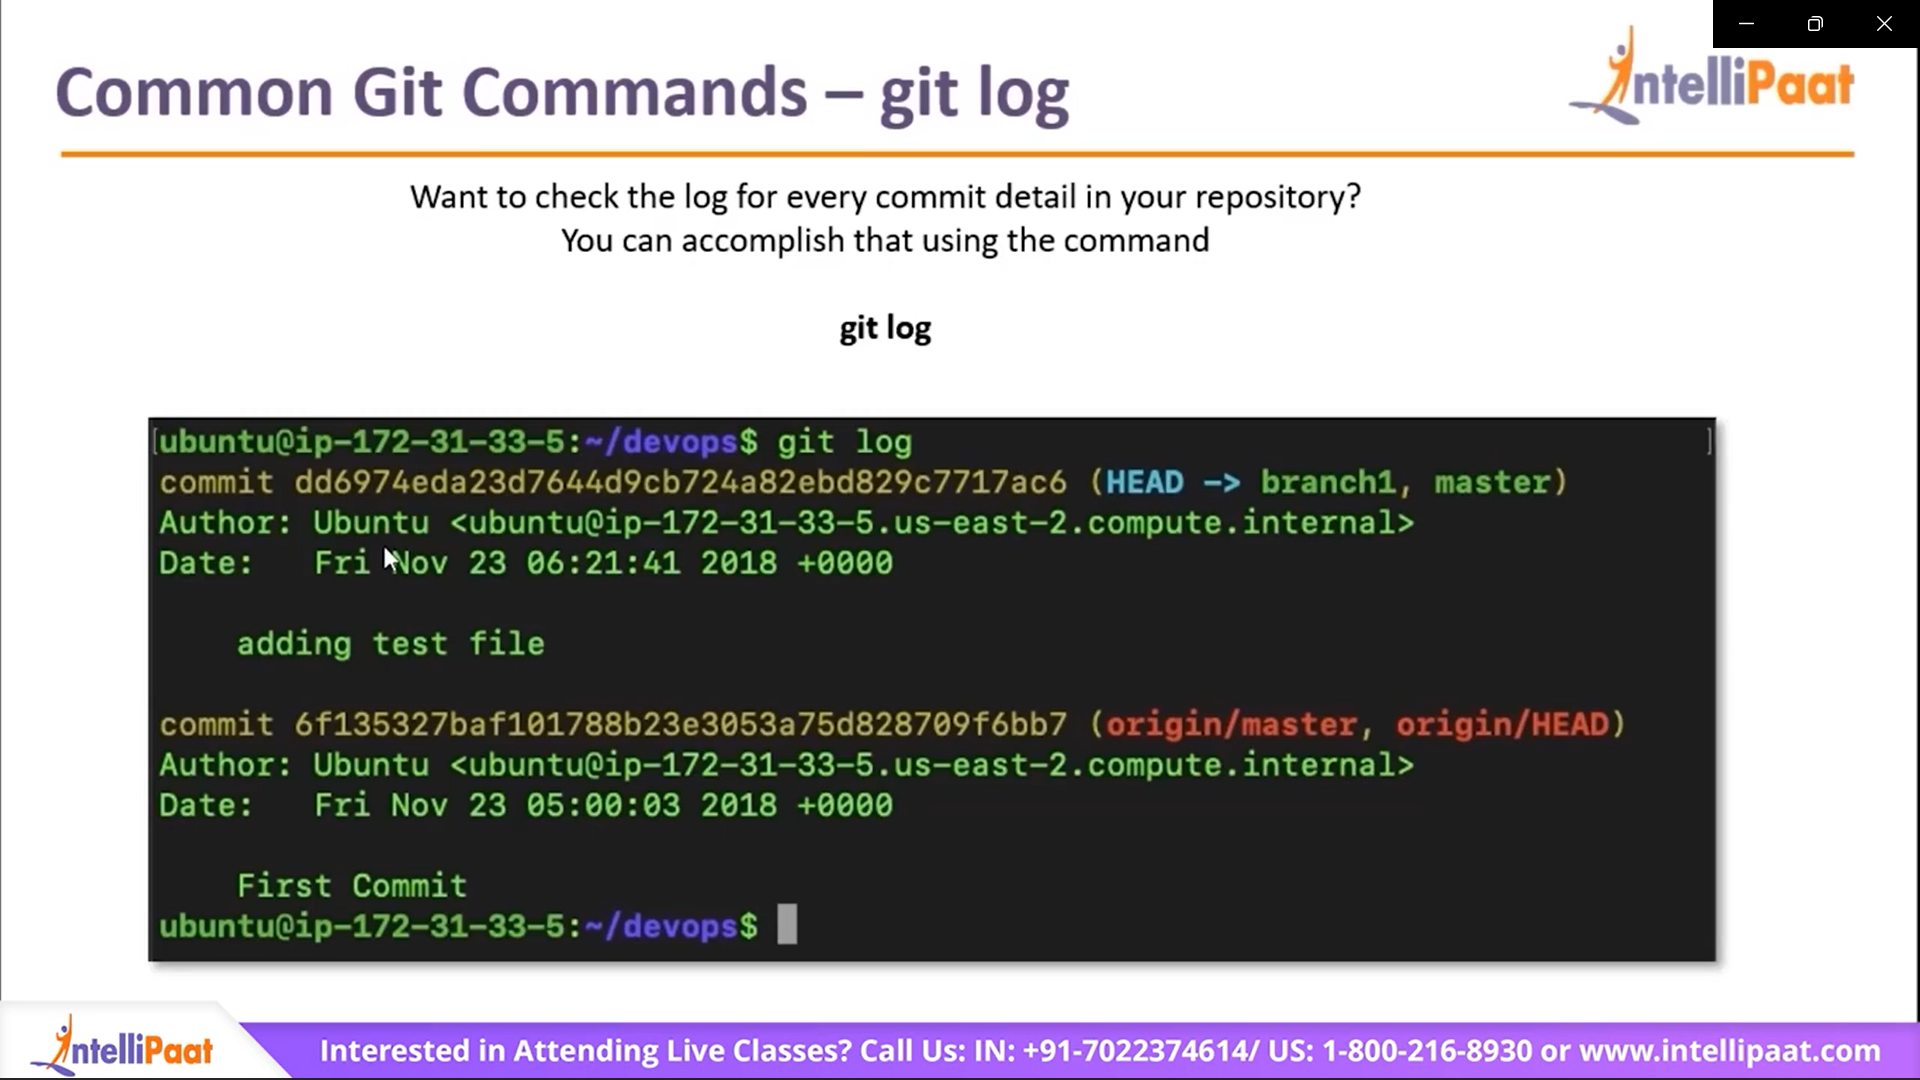 Common Git Commands – git log
IntelliPaat
Want to check the log for every commit detail in your repository?
You can accomplish that using the command
git log
[ubuntu@ip-172-31-33-5:~/devops$ git log ]
commit dd6974eda23d7644d9cb724a82ebd829c7717ac6 (HEAD -> branch1, master)
Author: Ubuntu <ubuntu@ip-172-31-33-5.us-east-2.compute.internal>
Date:   Fri Nov 23 06:21:41 2018 +0000
adding test file
commit 6f135327baf101788b23e3053a75d828709f6bb7 (origin/master, origin/HEAD)
Author: Ubuntu <ubuntu@ip-172-31-33-5.us-east-2.compute.internal>
Date:   Fri Nov 23 05:00:03 2018 +0000
First Commit
ubuntu@ip-172-31-33-5:~/devops$
IntelliPaat
Interested in Attending Live Classes? Call Us: IN: +91-7022374614/ US: 1-800-216-8930 or www.intellipaat.com